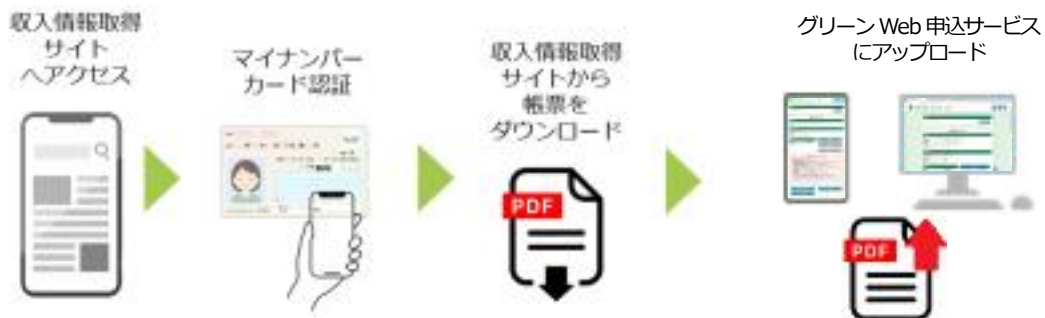 収入情報取得
サイト
へアクセス
マイナンバー
カード認証
収入情報取得
サイトから
帳票を
ダウンロード
PDF
グリーン Web 申込サービス
にアップロード
PDF